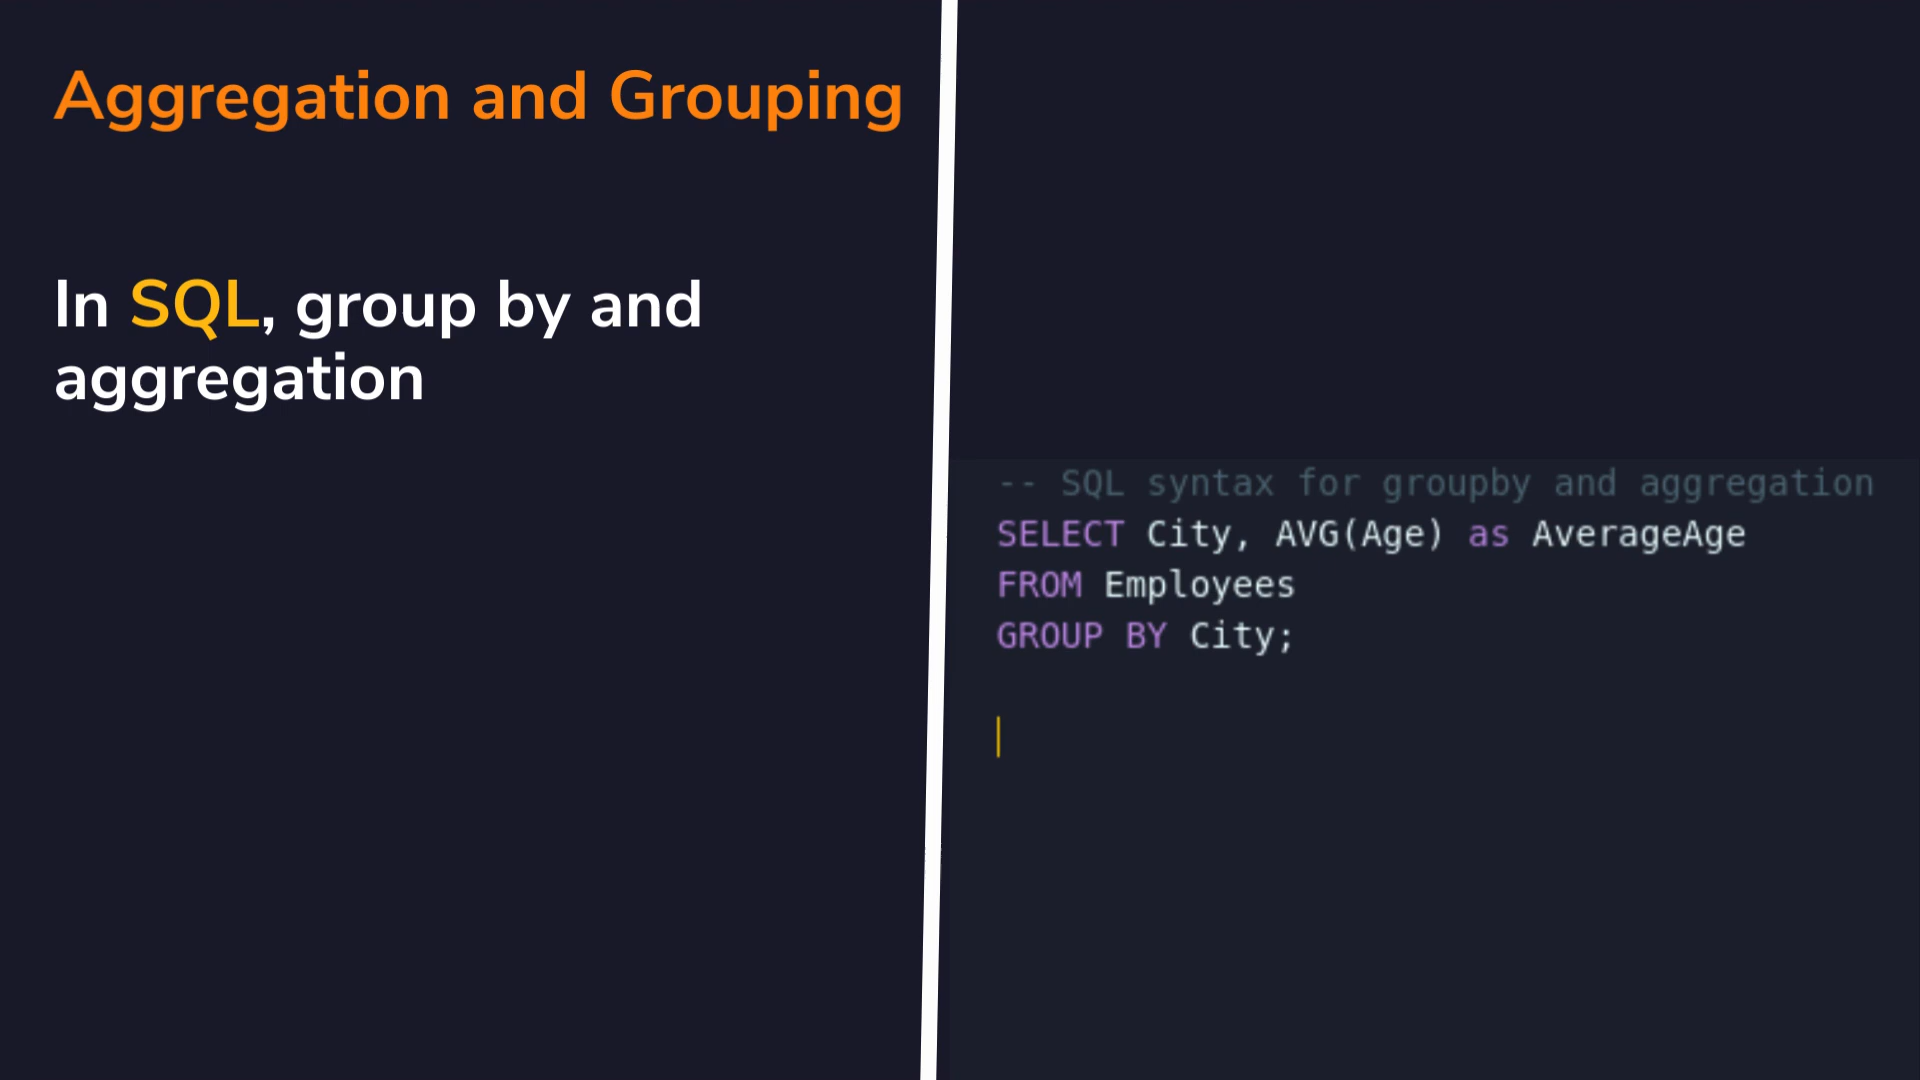 Aggregation and Grouping
In SQL, group by and
aggregation
-- SQL syntax for groupby and aggregation
SELECT City, AVG(Age) as AverageAge
FROM Employees
GROUP BY City;